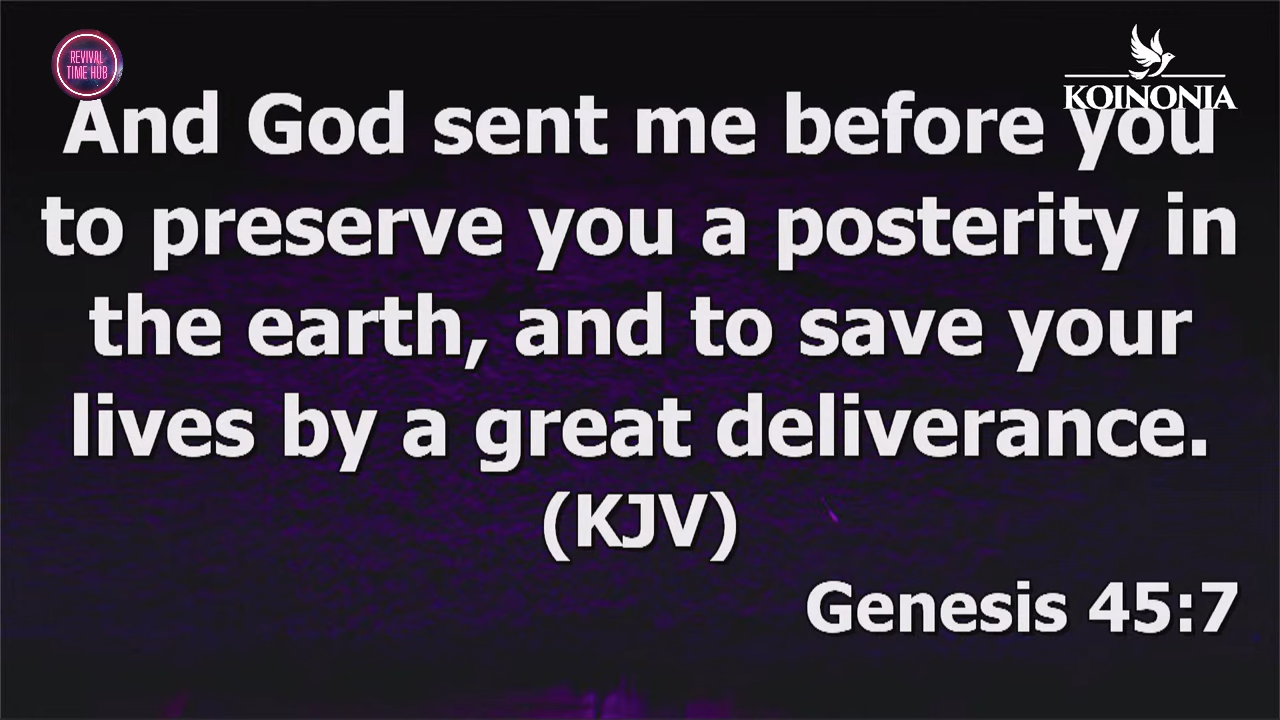 REVIVAL
TIME HUB
KOINONIA
And God sent me before you
to preserve you a posterity in
the earth, and to save your
lives by a great deliverance.
(KJV)
Genesis 45:7